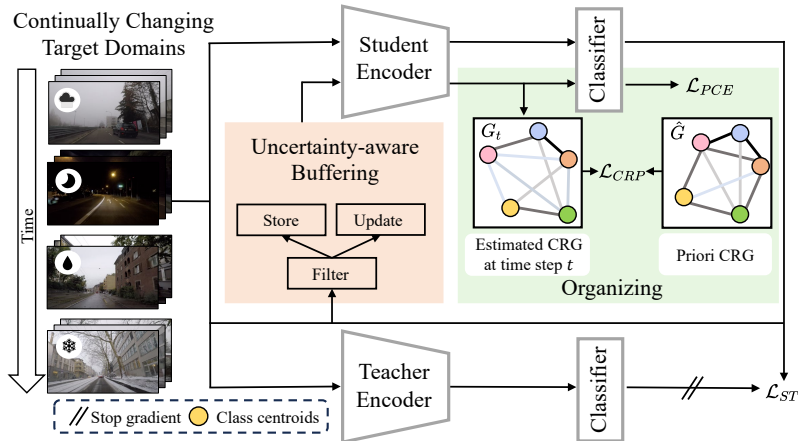 Continually Changing
Target Domains
Time
Student
Encoder
Classifier
Uncertainty-aware
Buffering
Store
Update
Filter
G_t
Ĝ
ℒ_PCE
ℒ_CRP
Estimated CRG
at time step t
Priori CRG
Organizing
Teacher
Encoder
Classifier
ℒ_ST
Stop gradient
Class centroids